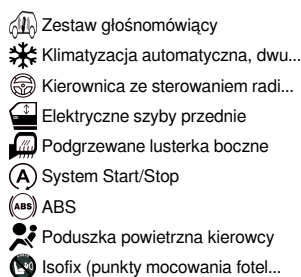 Zestaw głośnomówiący
Klimatyzacja automatyczna, dwu...
Kierownica ze sterowaniem radi...
Elektryczne szyby przednie
Podgrzewane lusterka boczne
A System Start/Stop
ABS ABS
Poduszka powietrzna kierowcy
Isofix (punkty mocowania fotel...